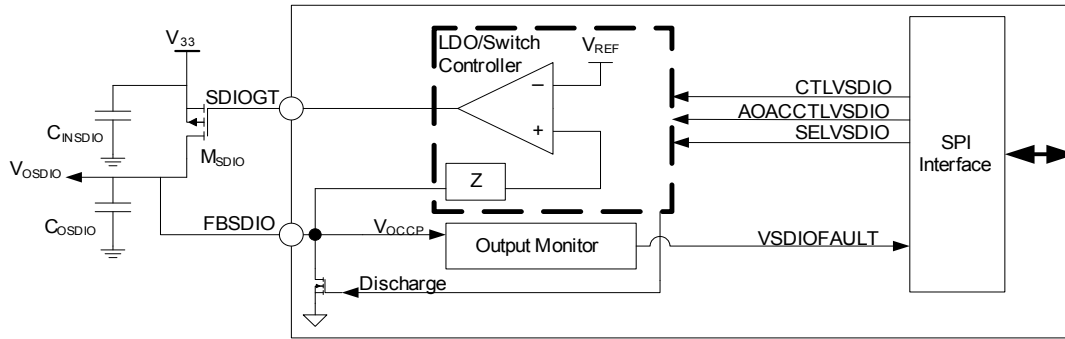 V33
SDIOGT
CINSDIO
MSDIO
VOSDIO
COSDIO
FBSDIO
LDO/Switch
Controller
VREF
−
+
Z
VOCCP
Output Monitor
Discharge
CTLVSDIO
AOACCTLVSDIO
SELVSDIO
VSDIOFAULT
SPI
Interface